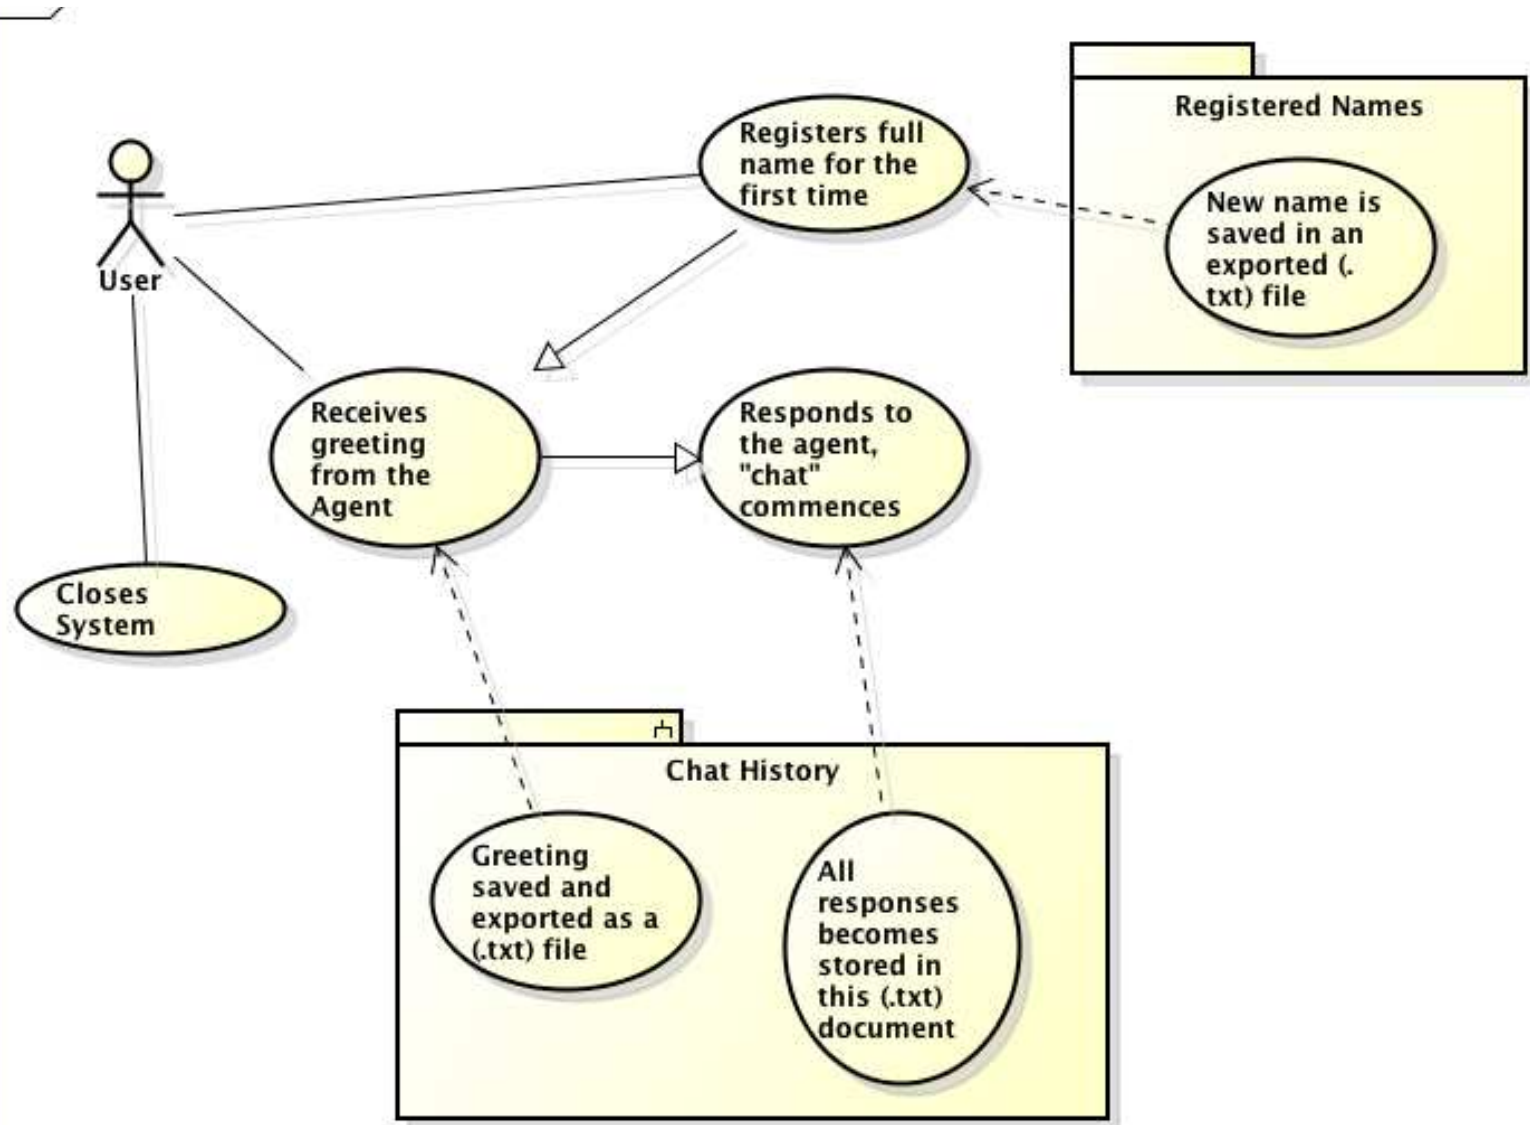 Registers full
name for the
first time
Registered Names
New name is
saved in an
exported (.
txt) file
User
Receives
greeting
from the
Agent
Responds to
the agent,
"chat"
commences
Closes
System
Chat History
Greeting
saved and
exported as a
(.txt) file
All
responses
becomes
stored in
this (.txt)
document